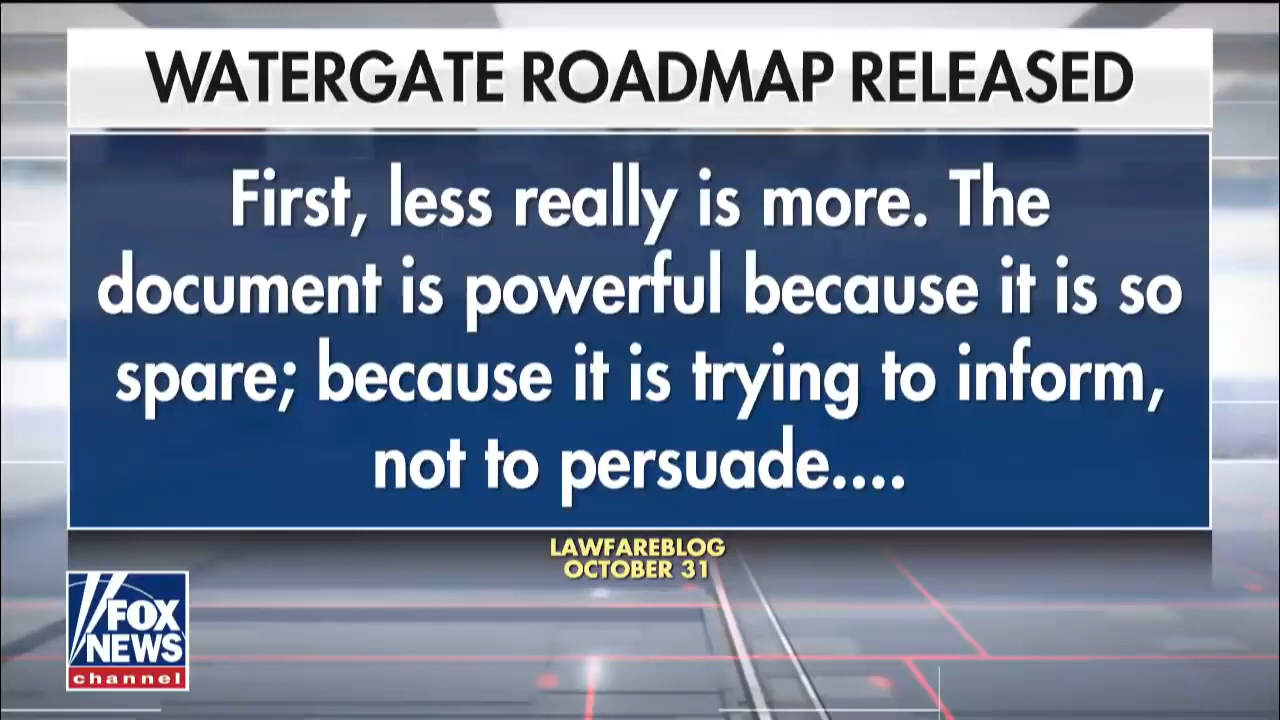 WATERGATE ROADMAP RELEASED
First, less really is more. The
document is powerful because it is so
spare; because it is trying to inform,
not to persuade....
LAWFAREBLOG
OCTOBER 31
FOX
NEWS
channel